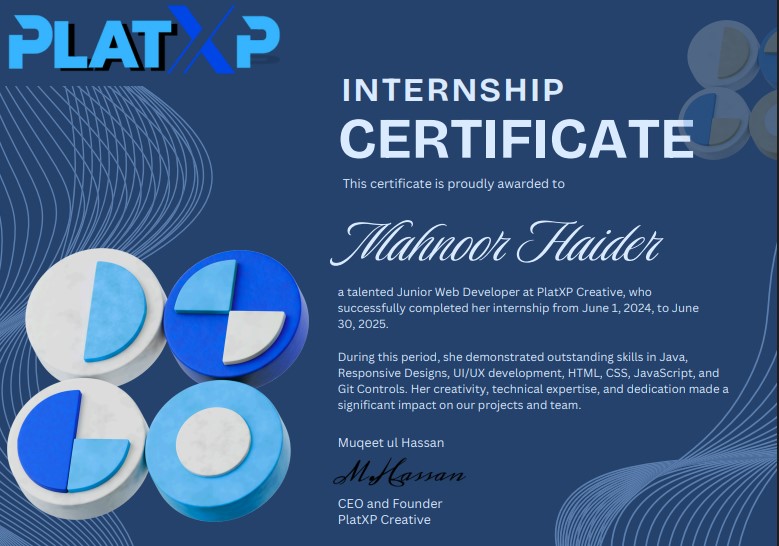 PLATXP
INTERNSHIP
CERTIFICATE
This certificate is proudly awarded to
Mahnoor Haider
a talented Junior Web Developer at PlatXP Creative, who
successfully completed her internship from June 1, 2024, to June
30, 2025.
During this period, she demonstrated outstanding skills in Java,
Responsive Designs, UI/UX development, HTML, CSS, JavaScript, and
Git Controls. Her creativity, technical expertise, and dedication made a
significant impact on our projects and team.
Muqeet ul Hassan
M.Hassan
CEO and Founder
PlatXP Creative